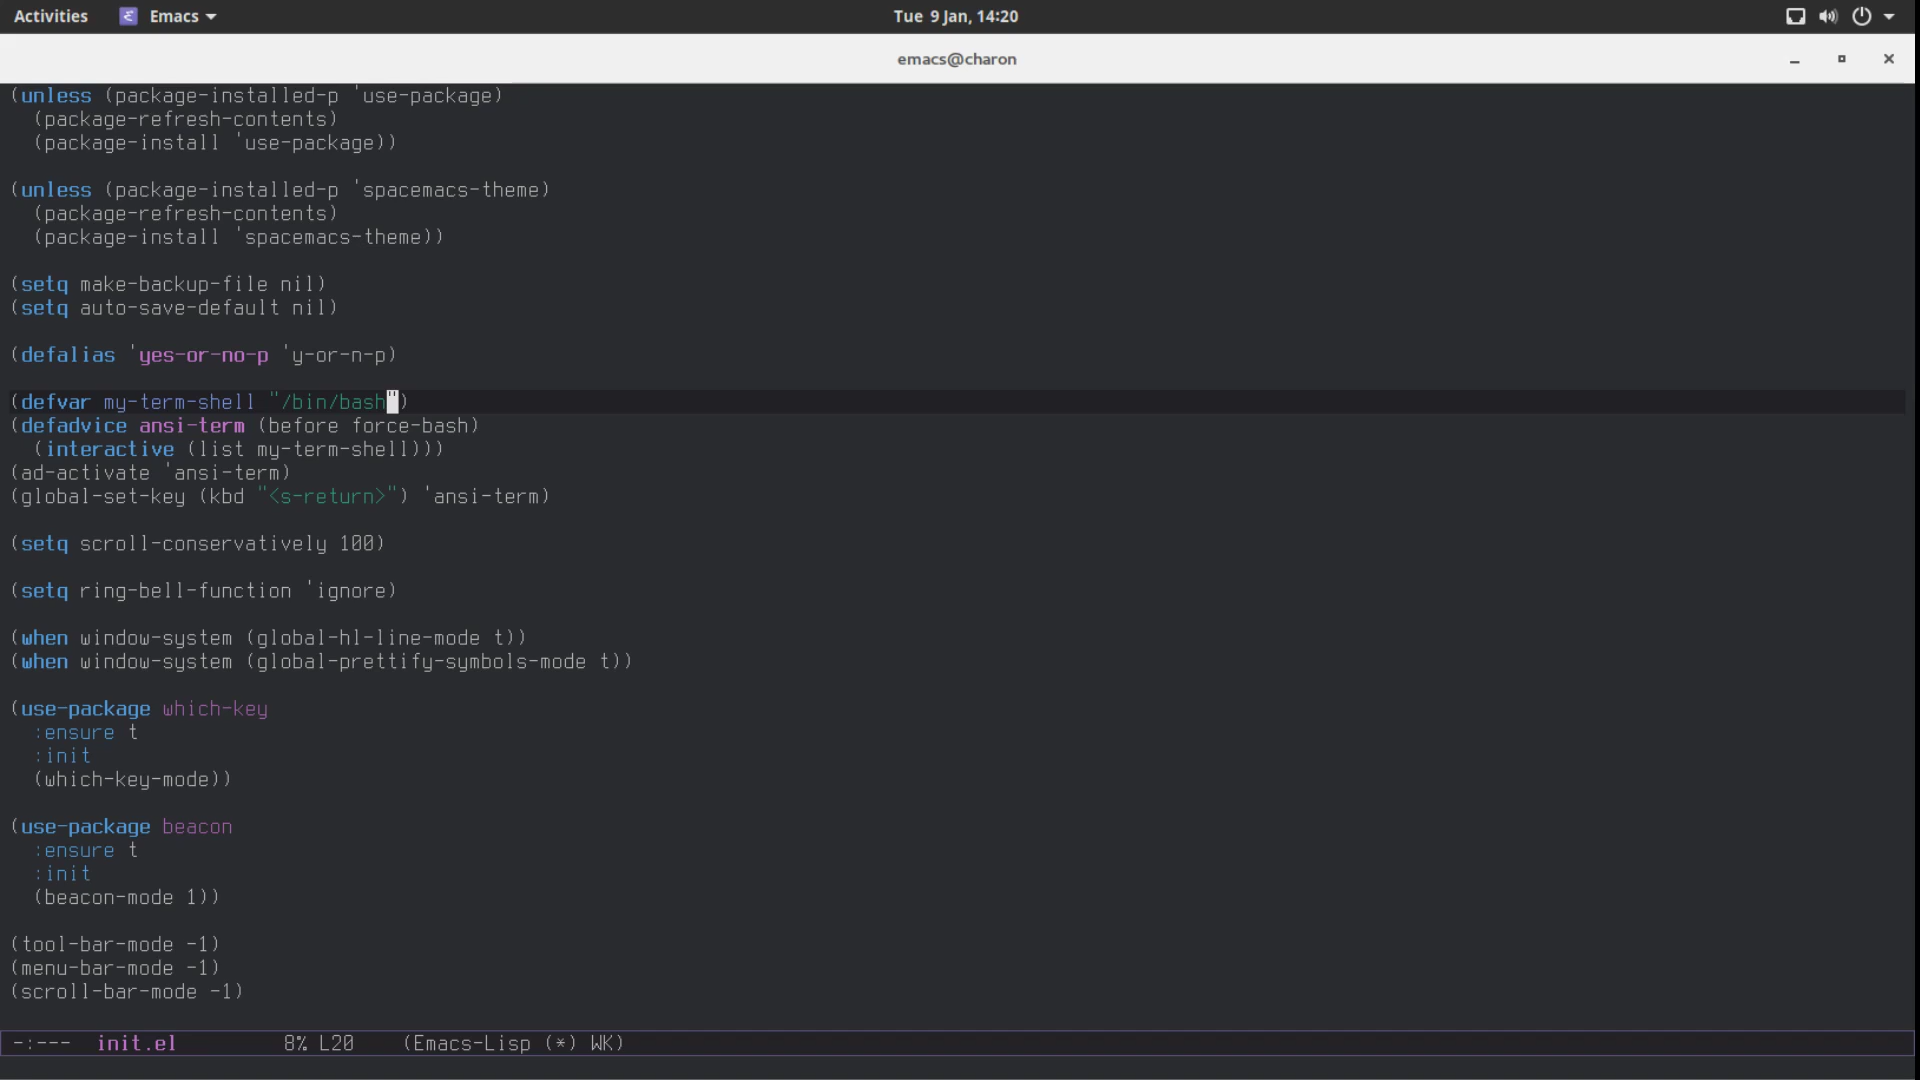 Activities Emacs Tue 9 Jan, 14:20
emacs@charon
(unless (package-installed-p 'use-package)
  (package-refresh-contents)
  (package-install 'use-package))
(unless (package-installed-p 'spacemacs-theme)
  (package-refresh-contents)
  (package-install 'spacemacs-theme))
(setq make-backup-file nil)
(setq auto-save-default nil)
(defalias 'yes-or-no-p 'y-or-n-p)
(defvar my-term-shell "/bin/bash")
(defadvice ansi-term (before force-bash)
  (interactive (list my-term-shell)))
(ad-activate 'ansi-term)
(global-set-key (kbd "<s-return>") 'ansi-term)
(setq scroll-conservatively 100)
(setq ring-bell-function 'ignore)
(when window-system (global-hl-line-mode t))
(when window-system (global-prettify-symbols-mode t))
(use-package which-key
  :ensure t
  :init
  (which-key-mode))
(use-package beacon
  :ensure t
  :init
  (beacon-mode 1))
(tool-bar-mode -1)
(menu-bar-mode -1)
(scroll-bar-mode -1)
-:--- init.el 8% L20 (Emacs-Lisp (*) WK)